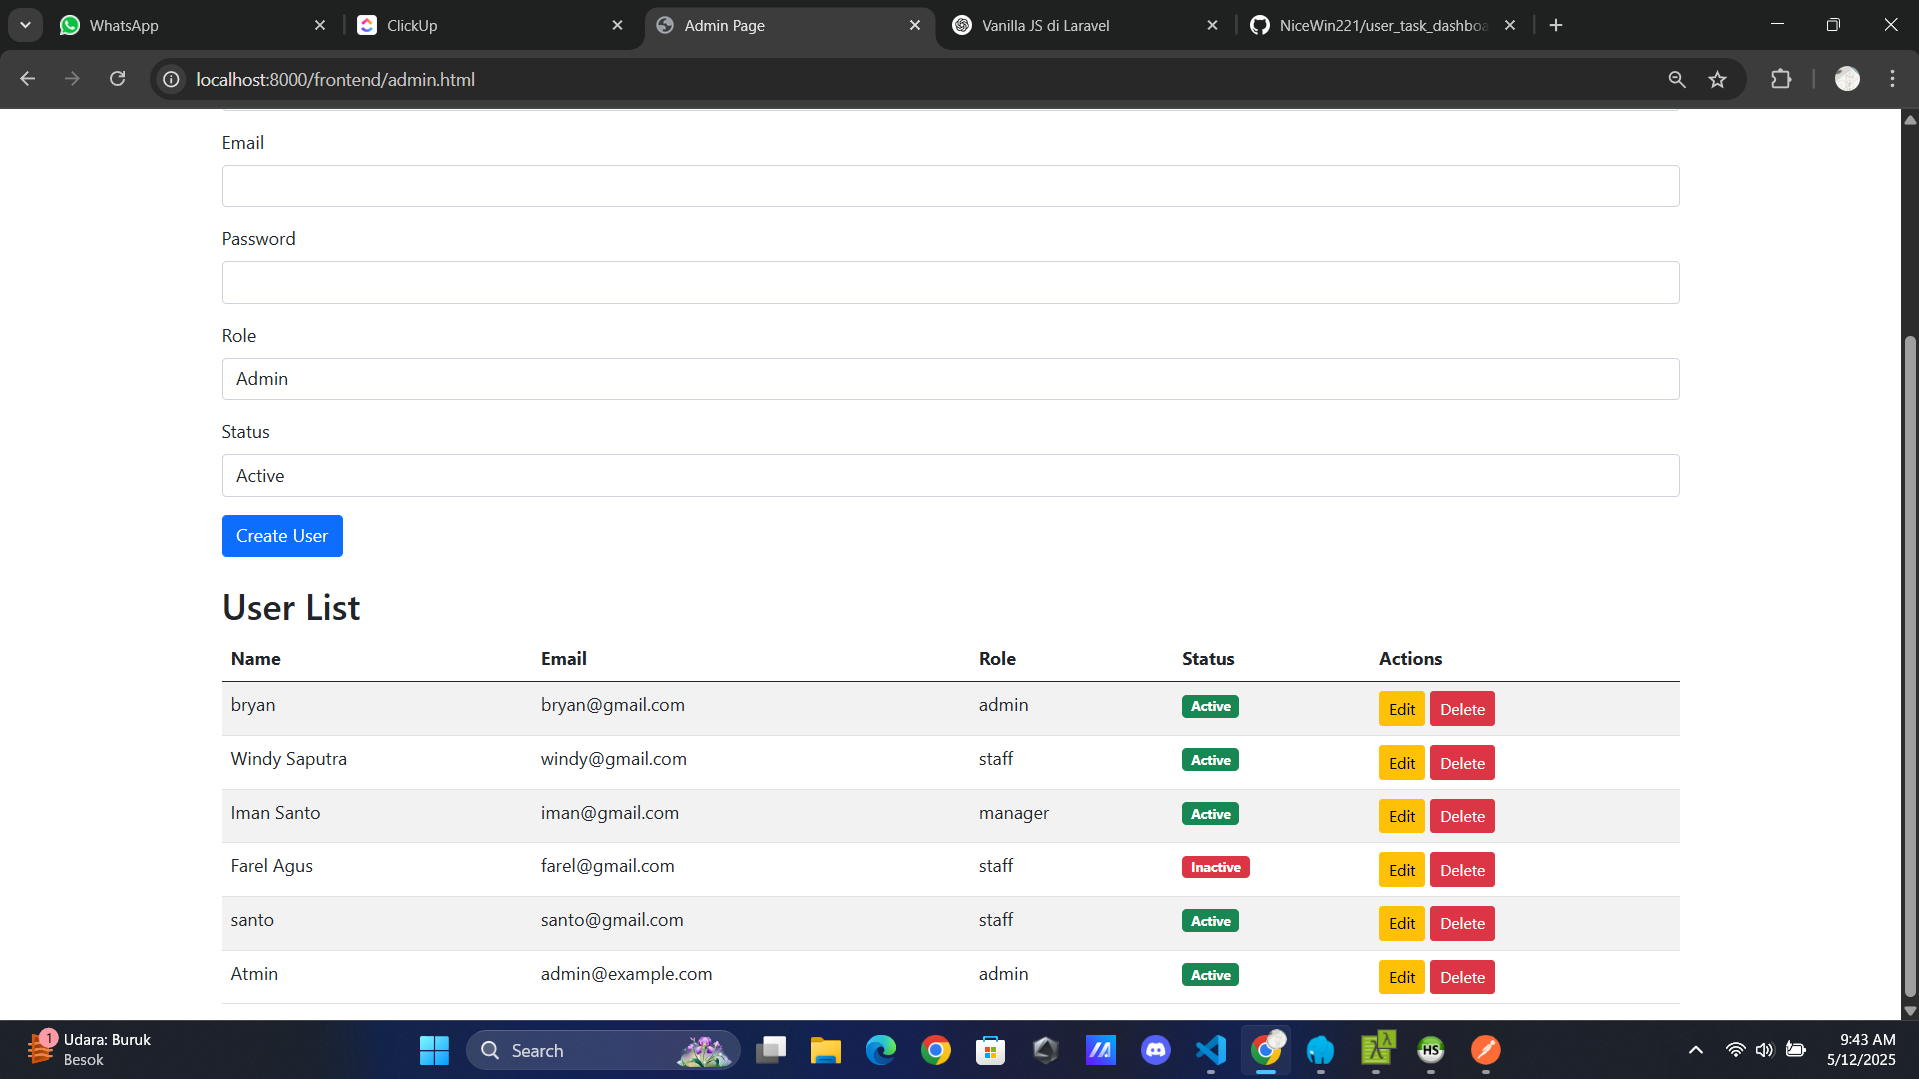 WhatsApp
ClickUp
Admin Page
Vanilla JS di Laravel
NiceWin221/user_task_dashboa
localhost:8000/frontend/admin.html
Email
Password
Role
Admin
Status
Active
Create User
User List
Name Email Role Status Actions
bryan bryan@gmail.com admin Active Edit Delete
Windy Saputra windy@gmail.com staff Active Edit Delete
Iman Santo iman@gmail.com manager Active Edit Delete
Farel Agus farel@gmail.com staff Inactive Edit Delete
santo santo@gmail.com staff Active Edit Delete
Atmin admin@example.com admin Active Edit Delete
1
Udara: Buruk
Besok
Search
HS
9:43 AM
5/12/2025